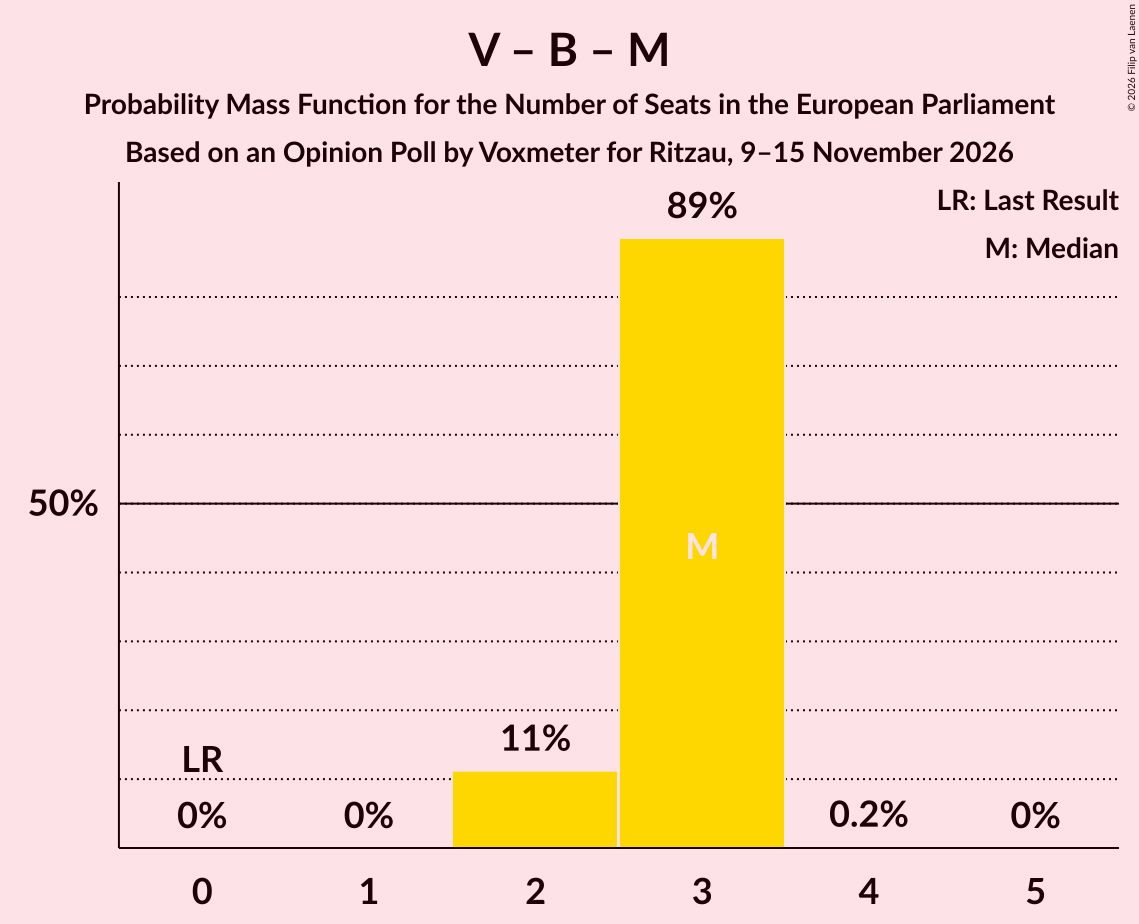 V – B – M
Probability Mass Function for the Number of Seats in the European Parliament
Based on an Opinion Poll by Voxmeter for Ritzau, 9–15 November 2026
© 2026 Filip van Laenen
LR: Last Result
M: Median
89%
50%
M
11%
LR
0%
0%
0.2%
0%
0
1
2
3
4
5